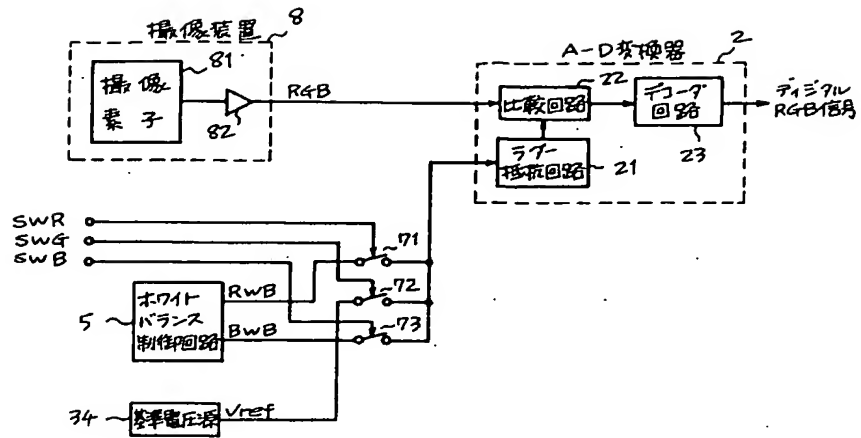 撮像装置
8
撮像
素子
81
82
RGB
A-D変換器
2
比較回路
22
デコーダ
回路
23
ディジタル
RGB信号
ラダー
抵抗回路
21
SWR
SWG
SWB
71
72
73
5
ホワイト
バランス
制御回路
RWB
BWB
34
基準電圧源
Vref